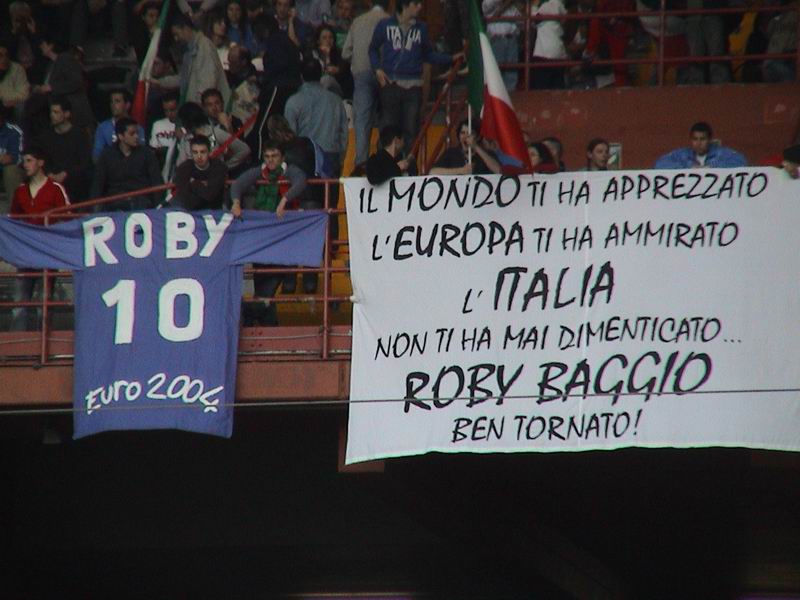 ITALIA
ROBY
10
Euro 2004
IL MONDO TI HA APPREZZATO
L'EUROPA TI HA AMMIRATO
L'ITALIA
NON TI HA MAI DIMENTICATO...
ROBY BAGGIO
BEN TORNATO!